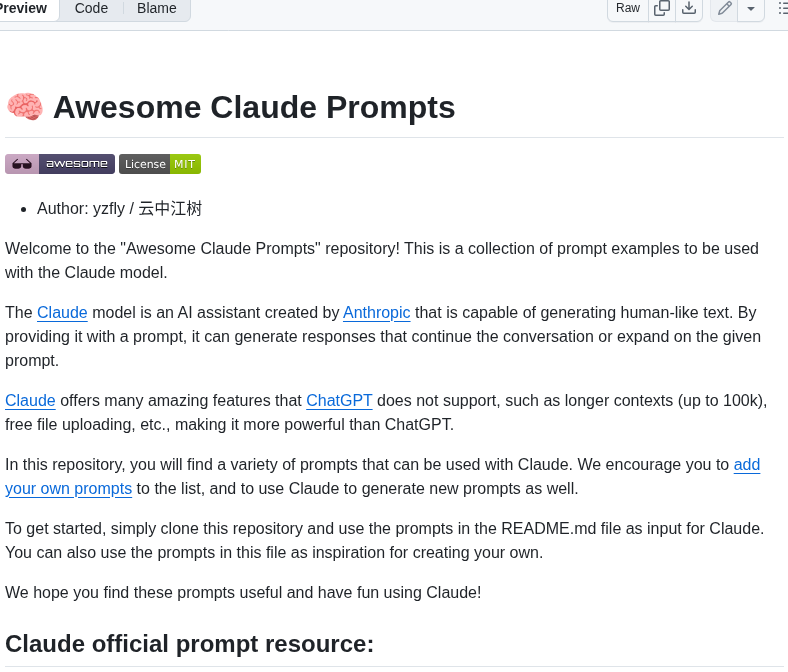 Preview Code Blame Raw
🧠 Awesome Claude Prompts
awesome License MIT
• Author: yzfly / 云中江树
Welcome to the "Awesome Claude Prompts" repository! This is a collection of prompt examples to be used
with the Claude model.
The Claude model is an AI assistant created by Anthropic that is capable of generating human-like text. By
providing it with a prompt, it can generate responses that continue the conversation or expand on the given
prompt.
Claude offers many amazing features that ChatGPT does not support, such as longer contexts (up to 100k),
free file uploading, etc., making it more powerful than ChatGPT.
In this repository, you will find a variety of prompts that can be used with Claude. We encourage you to add
your own prompts to the list, and to use Claude to generate new prompts as well.
To get started, simply clone this repository and use the prompts in the README.md file as input for Claude.
You can also use the prompts in this file as inspiration for creating your own.
We hope you find these prompts useful and have fun using Claude!
Claude official prompt resource: